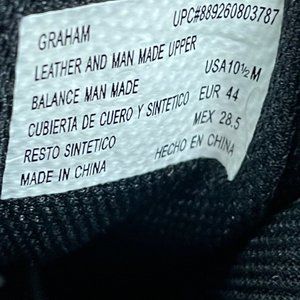 GRAHAM UPC#889260803787
LEATHER AND MAN MADE UPPER
BALANCE MAN MADE USA10½M
CUBIERTA DE CUERO Y SINTETICO EUR 44
RESTO SINTETICO MEX 28.5
MADE IN CHINA HECHO EN CHINA